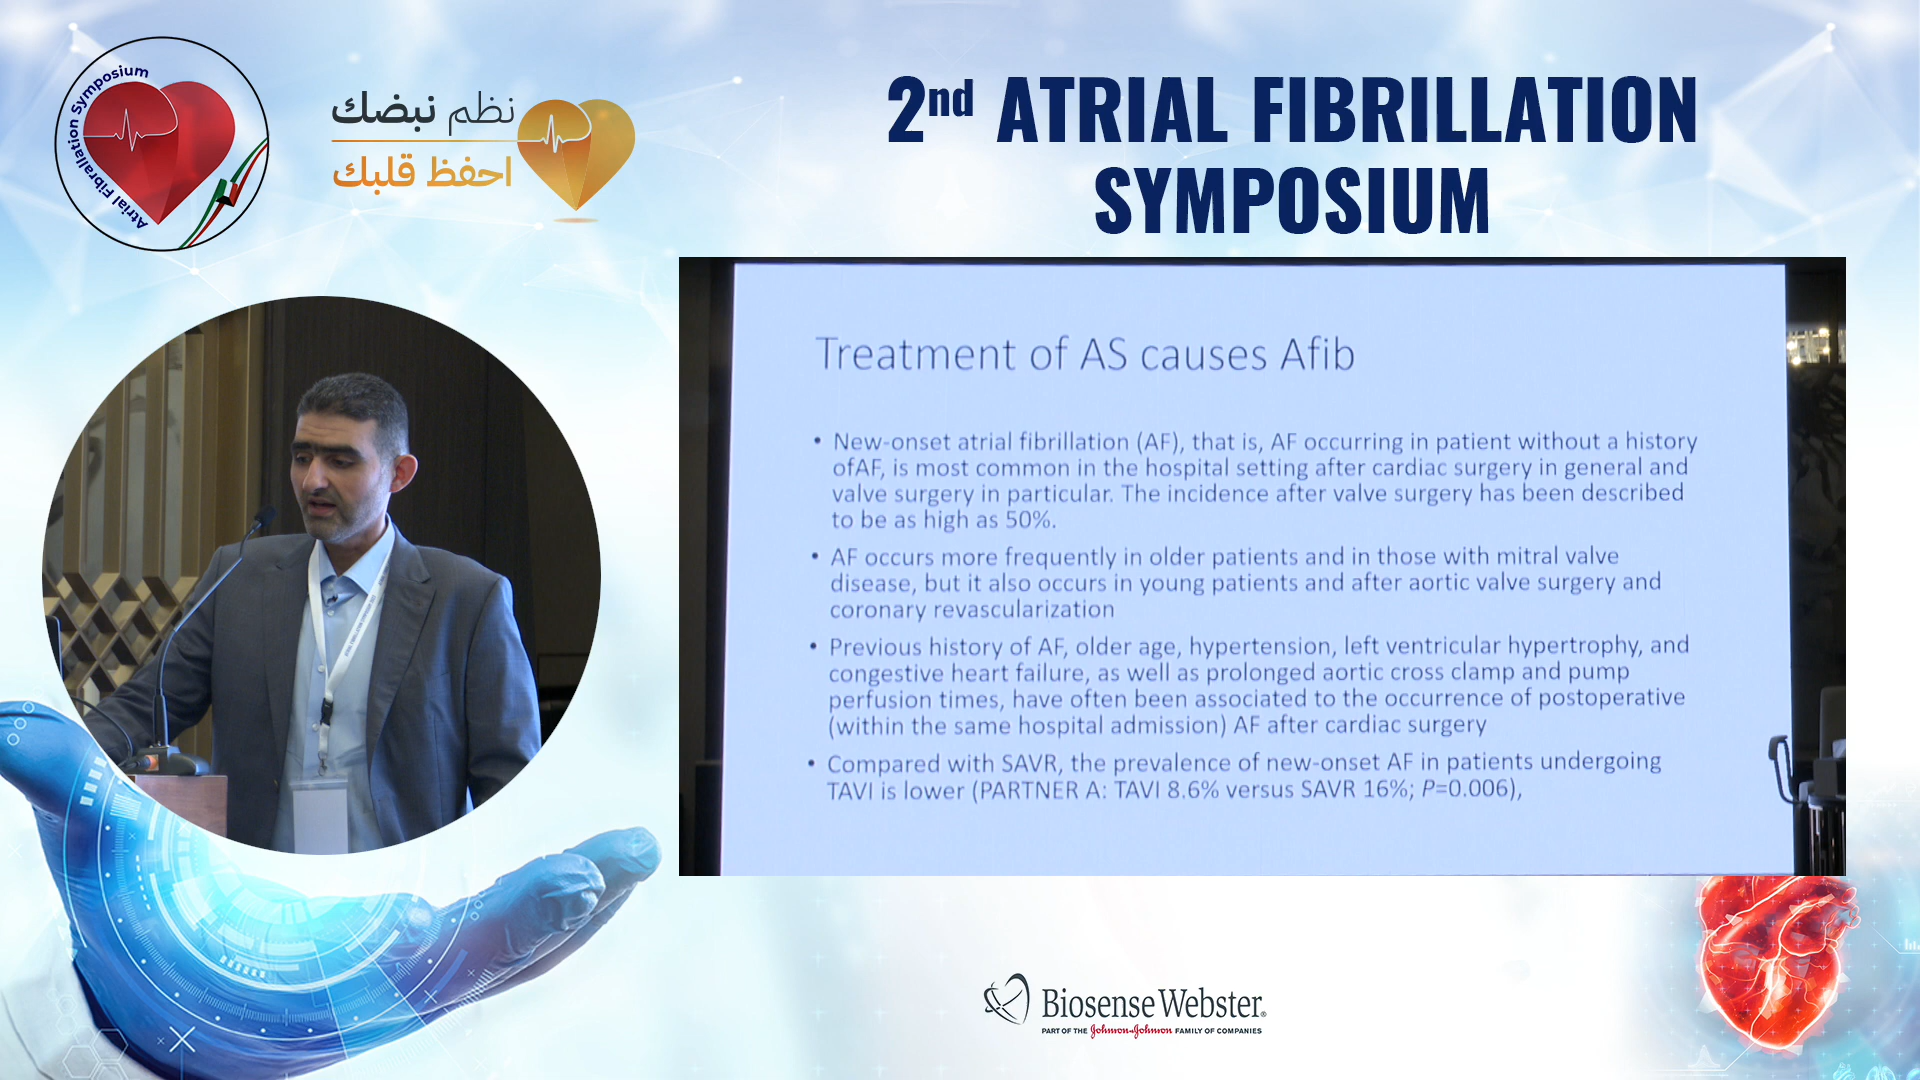 Atrial Fibrallation Symposium
نظم نبضك
احفظ قلبك
2nd ATRIAL FIBRILLATION
SYMPOSIUM
Treatment of AS causes Afib
• New-onset atrial fibrillation (AF), that is, AF occurring in patient without a history
ofAF, is most common in the hospital setting after cardiac surgery in general and
valve surgery in particular. The incidence after valve surgery has been described
to be as high as 50%.
• AF occurs more frequently in older patients and in those with mitral valve
disease, but it also occurs in young patients and after aortic valve surgery and
coronary revascularization
• Previous history of AF, older age, hypertension, left ventricular hypertrophy, and
congestive heart failure, as well as prolonged aortic cross clamp and pump
perfusion times, have often been associated to the occurrence of postoperative
(within the same hospital admission) AF after cardiac surgery
• Compared with SAVR, the prevalence of new-onset AF in patients undergoing
TAVI is lower (PARTNER A: TAVI 8.6% versus SAVR 16%; P=0.006),
Biosense Webster®
PART OF THE Johnson & Johnson FAMILY OF COMPANIES